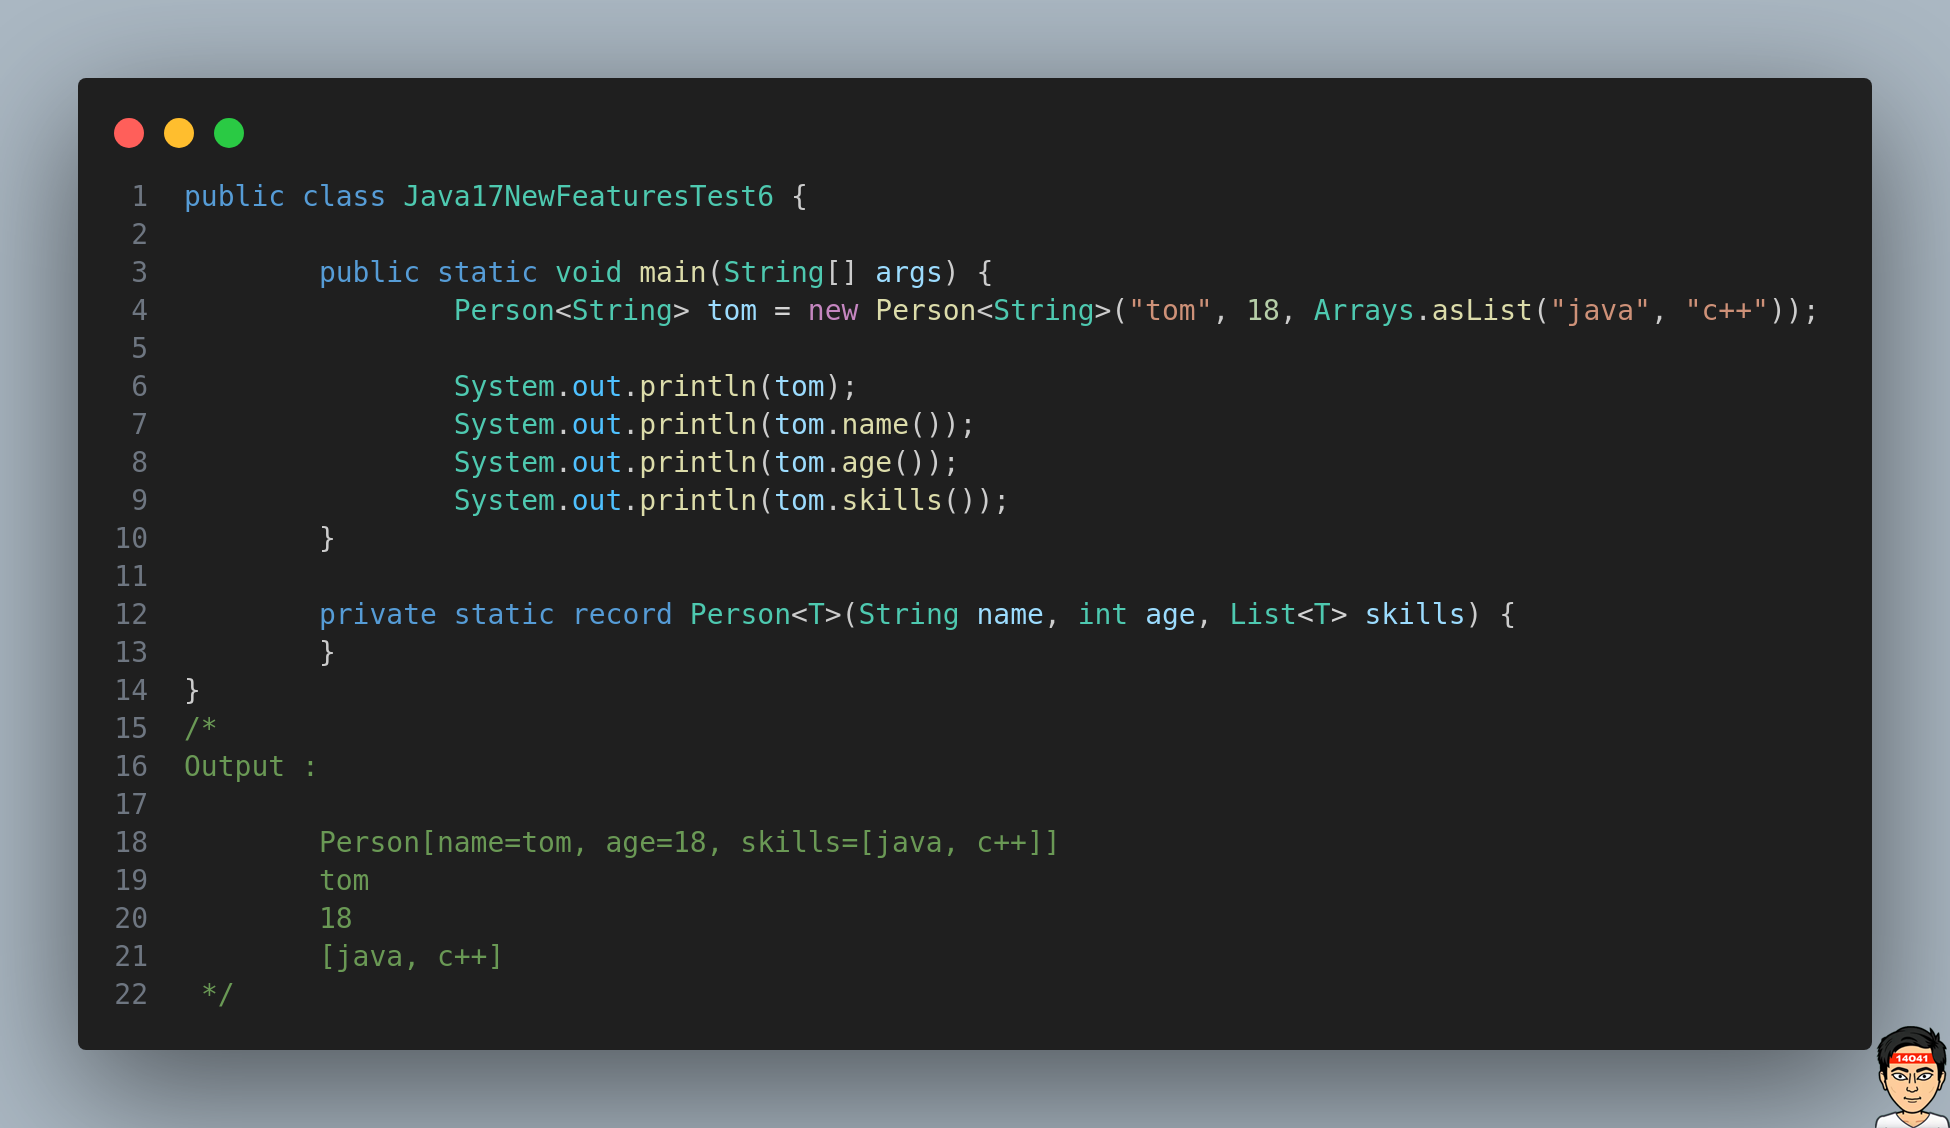 1 public class Java17NewFeaturesTest6 {
2
3         public static void main(String[] args) {
4                 Person<String> tom = new Person<String>("tom", 18, Arrays.asList("java", "c++"));
5
6                 System.out.println(tom);
7                 System.out.println(tom.name());
8                 System.out.println(tom.age());
9                 System.out.println(tom.skills());
10         }
11
12         private static record Person<T>(String name, int age, List<T> skills) {
13         }
14 }
15 /*
16 Output :
17
18         Person[name=tom, age=18, skills=[java, c++]]
19         tom
20         18
21         [java, c++]
22  */
14041